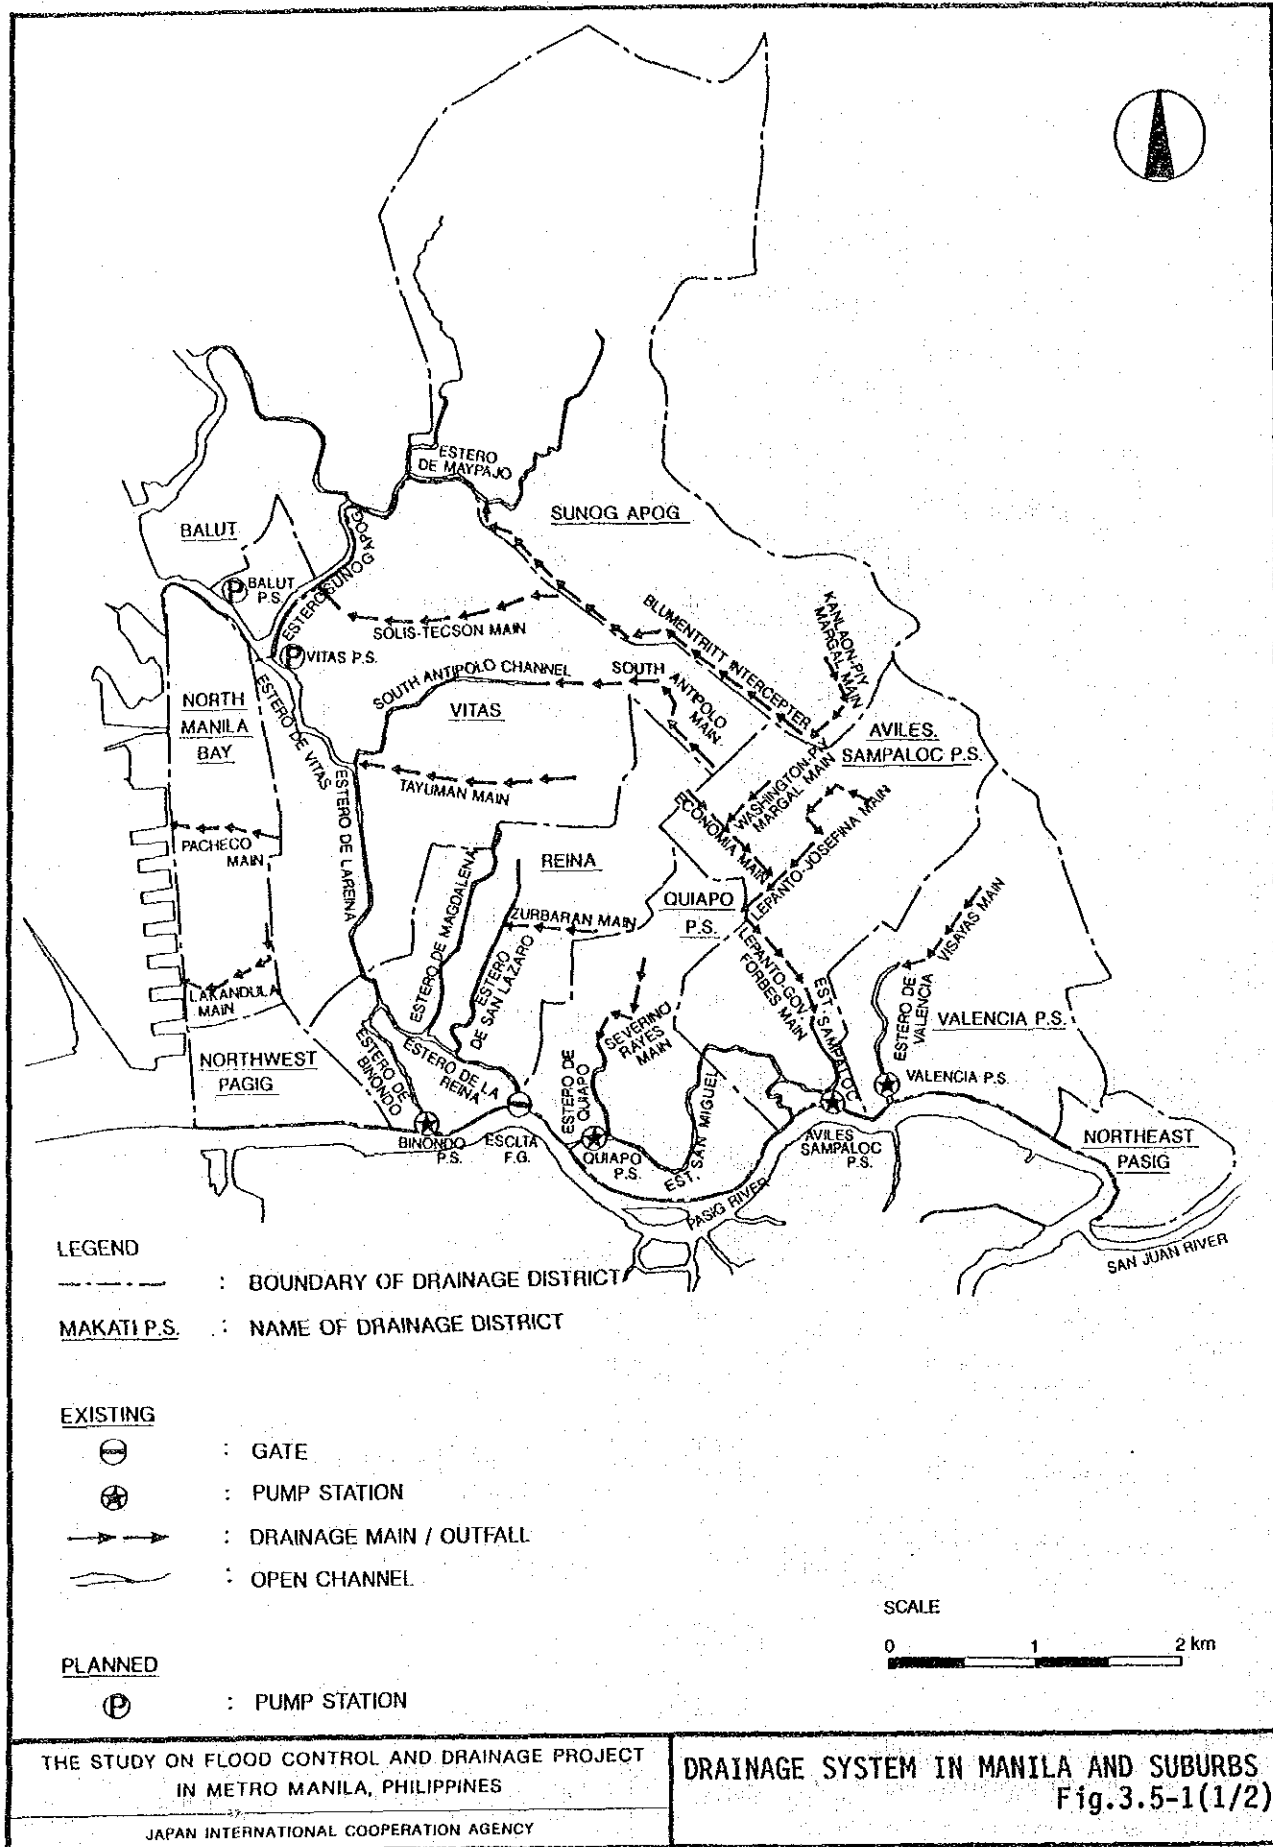 ESTERO
DE MAYPAJO
SUNOG APOG
BALUT
BALUT
P.S.
ESTERO SUNOG APOG
VITAS P.S.
SOLIS-TECSON MAIN
BLUMENTRITT INTERCEPTER
KANLAON-PIY
MARGAL MAIN
SOUTH ANTIPOLO CHANNEL
SOUTH
ANTIPOLO
MAIN
VITAS
NORTH
MANILA
BAY
ESTERO DE VITAS
AVILES.
SAMPALOC P.S.
TAYUMAN MAIN
ESTERO DE LAREINA
WASHINGTON-PY
MARGAL MAIN
ECONOMIA MAIN
LEPANTO-JOSEFINA MAIN
PACHECO
MAIN
REINA
ESTERO DE MAGDALENA
ZURBARAN MAIN
ESTERO
DE SAN LAZARO
QUIAPO
P.S.
LEPANTO-GOV.
FORBES MAIN
EST. SAMPALOC
VISAYAS MAIN
ESTERO DE
VALENCIA
VALENCIA P.S.
LAKANDULA
MAIN
NORTHWEST
PAGIG
ESTERO DE
BINONDO
ESTERO DE LA
REINA
ESTERO DE
QUIAPO
SEVERINO
RAYES
MAIN
EST. SAN MIGUEL
VALENCIA P.S.
BINONDO
P.S.
ESCLTA
F.G.
QUIAPO
P.S.
AVILES
SAMPALOC
P.S.
NORTHEAST
PASIG
PASIG RIVER
SAN JUAN RIVER
LEGEND
: BOUNDARY OF DRAINAGE DISTRICT
MAKATI P.S. : NAME OF DRAINAGE DISTRICT
EXISTING
: GATE
: PUMP STATION
: DRAINAGE MAIN / OUTFALL
: OPEN CHANNEL
SCALE
0 1 2 km
PLANNED
P : PUMP STATION
THE STUDY ON FLOOD CONTROL AND DRAINAGE PROJECT
IN METRO MANILA, PHILIPPINES
JAPAN INTERNATIONAL COOPERATION AGENCY
DRAINAGE SYSTEM IN MANILA AND SUBURBS
Fig.3.5-1(1/2)